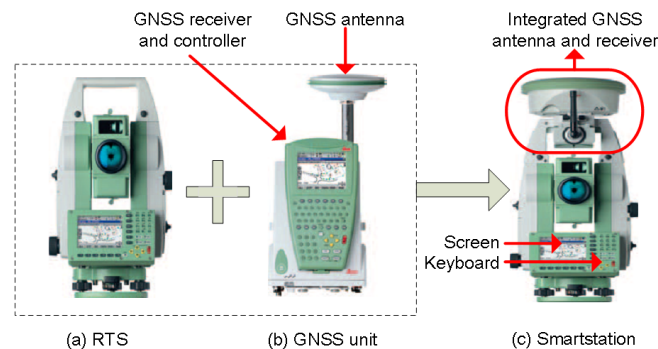 GNSS receiver
and controller
GNSS antenna
Integrated GNSS
antenna and receiver
Screen
Keyboard
(a) RTS
(b) GNSS unit
(c) Smartstation